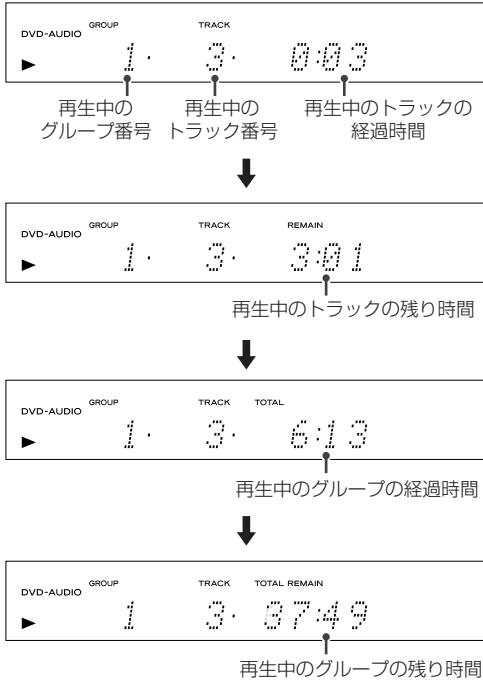 GROUP TRACK
DVD-AUDIO
► 1· 3· 0:03
再生中の 再生中の 再生中のトラックの
グループ番号 トラック番号 経過時間
GROUP TRACK REMAIN
DVD-AUDIO
► 1· 3· 3:01
再生中のトラックの残り時間
GROUP TRACK TOTAL
DVD-AUDIO
► 1· 3· 6:13
再生中のグループの経過時間
GROUP TRACK TOTAL REMAIN
DVD-AUDIO
► 1 3· 87:49
再生中のグループの残り時間